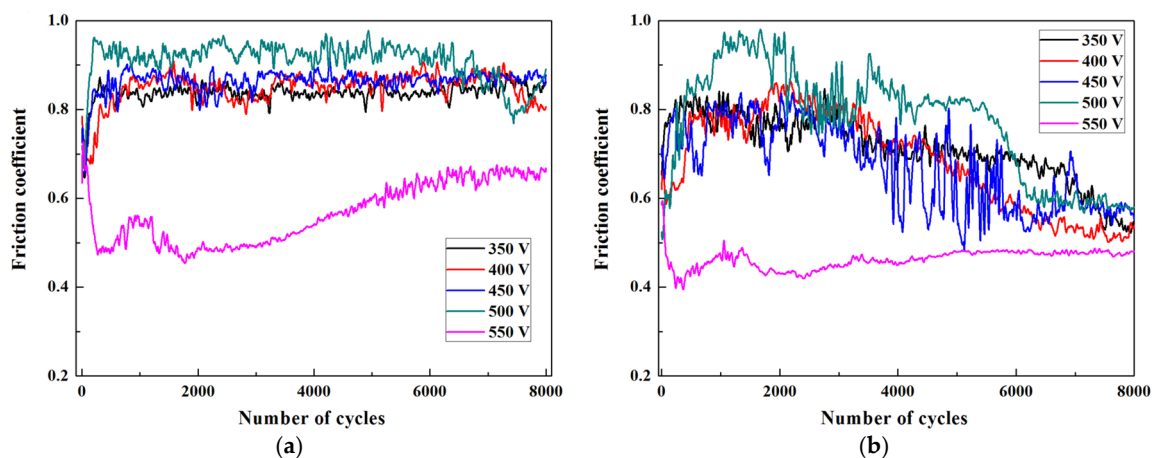 1.0
0.8
0.6
0.4
0.2
Friction coefficient
350 V
400 V
450 V
500 V
550 V
0 2000 4000 6000 8000
Number of cycles
(a)
1.0
0.8
0.6
0.4
0.2
Friction coefficient
350 V
400 V
450 V
500 V
550 V
0 2000 4000 6000 8000
Number of cycles
(b)